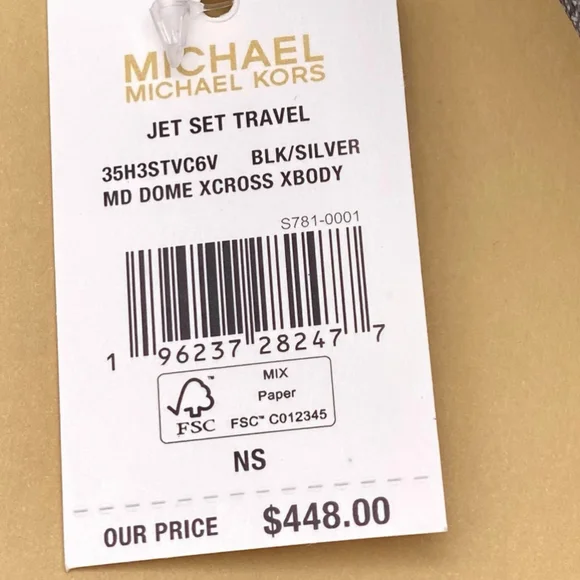 MICHAEL
MICHAEL KORS
JET SET TRAVEL
35H3STVC6V BLK/SILVER
MD DOME XCROSS XBODY
S781-0001
1 96237 28247 7
MIX
Paper
FSC™ C012345
FSC
NS
OUR PRICE $448.00